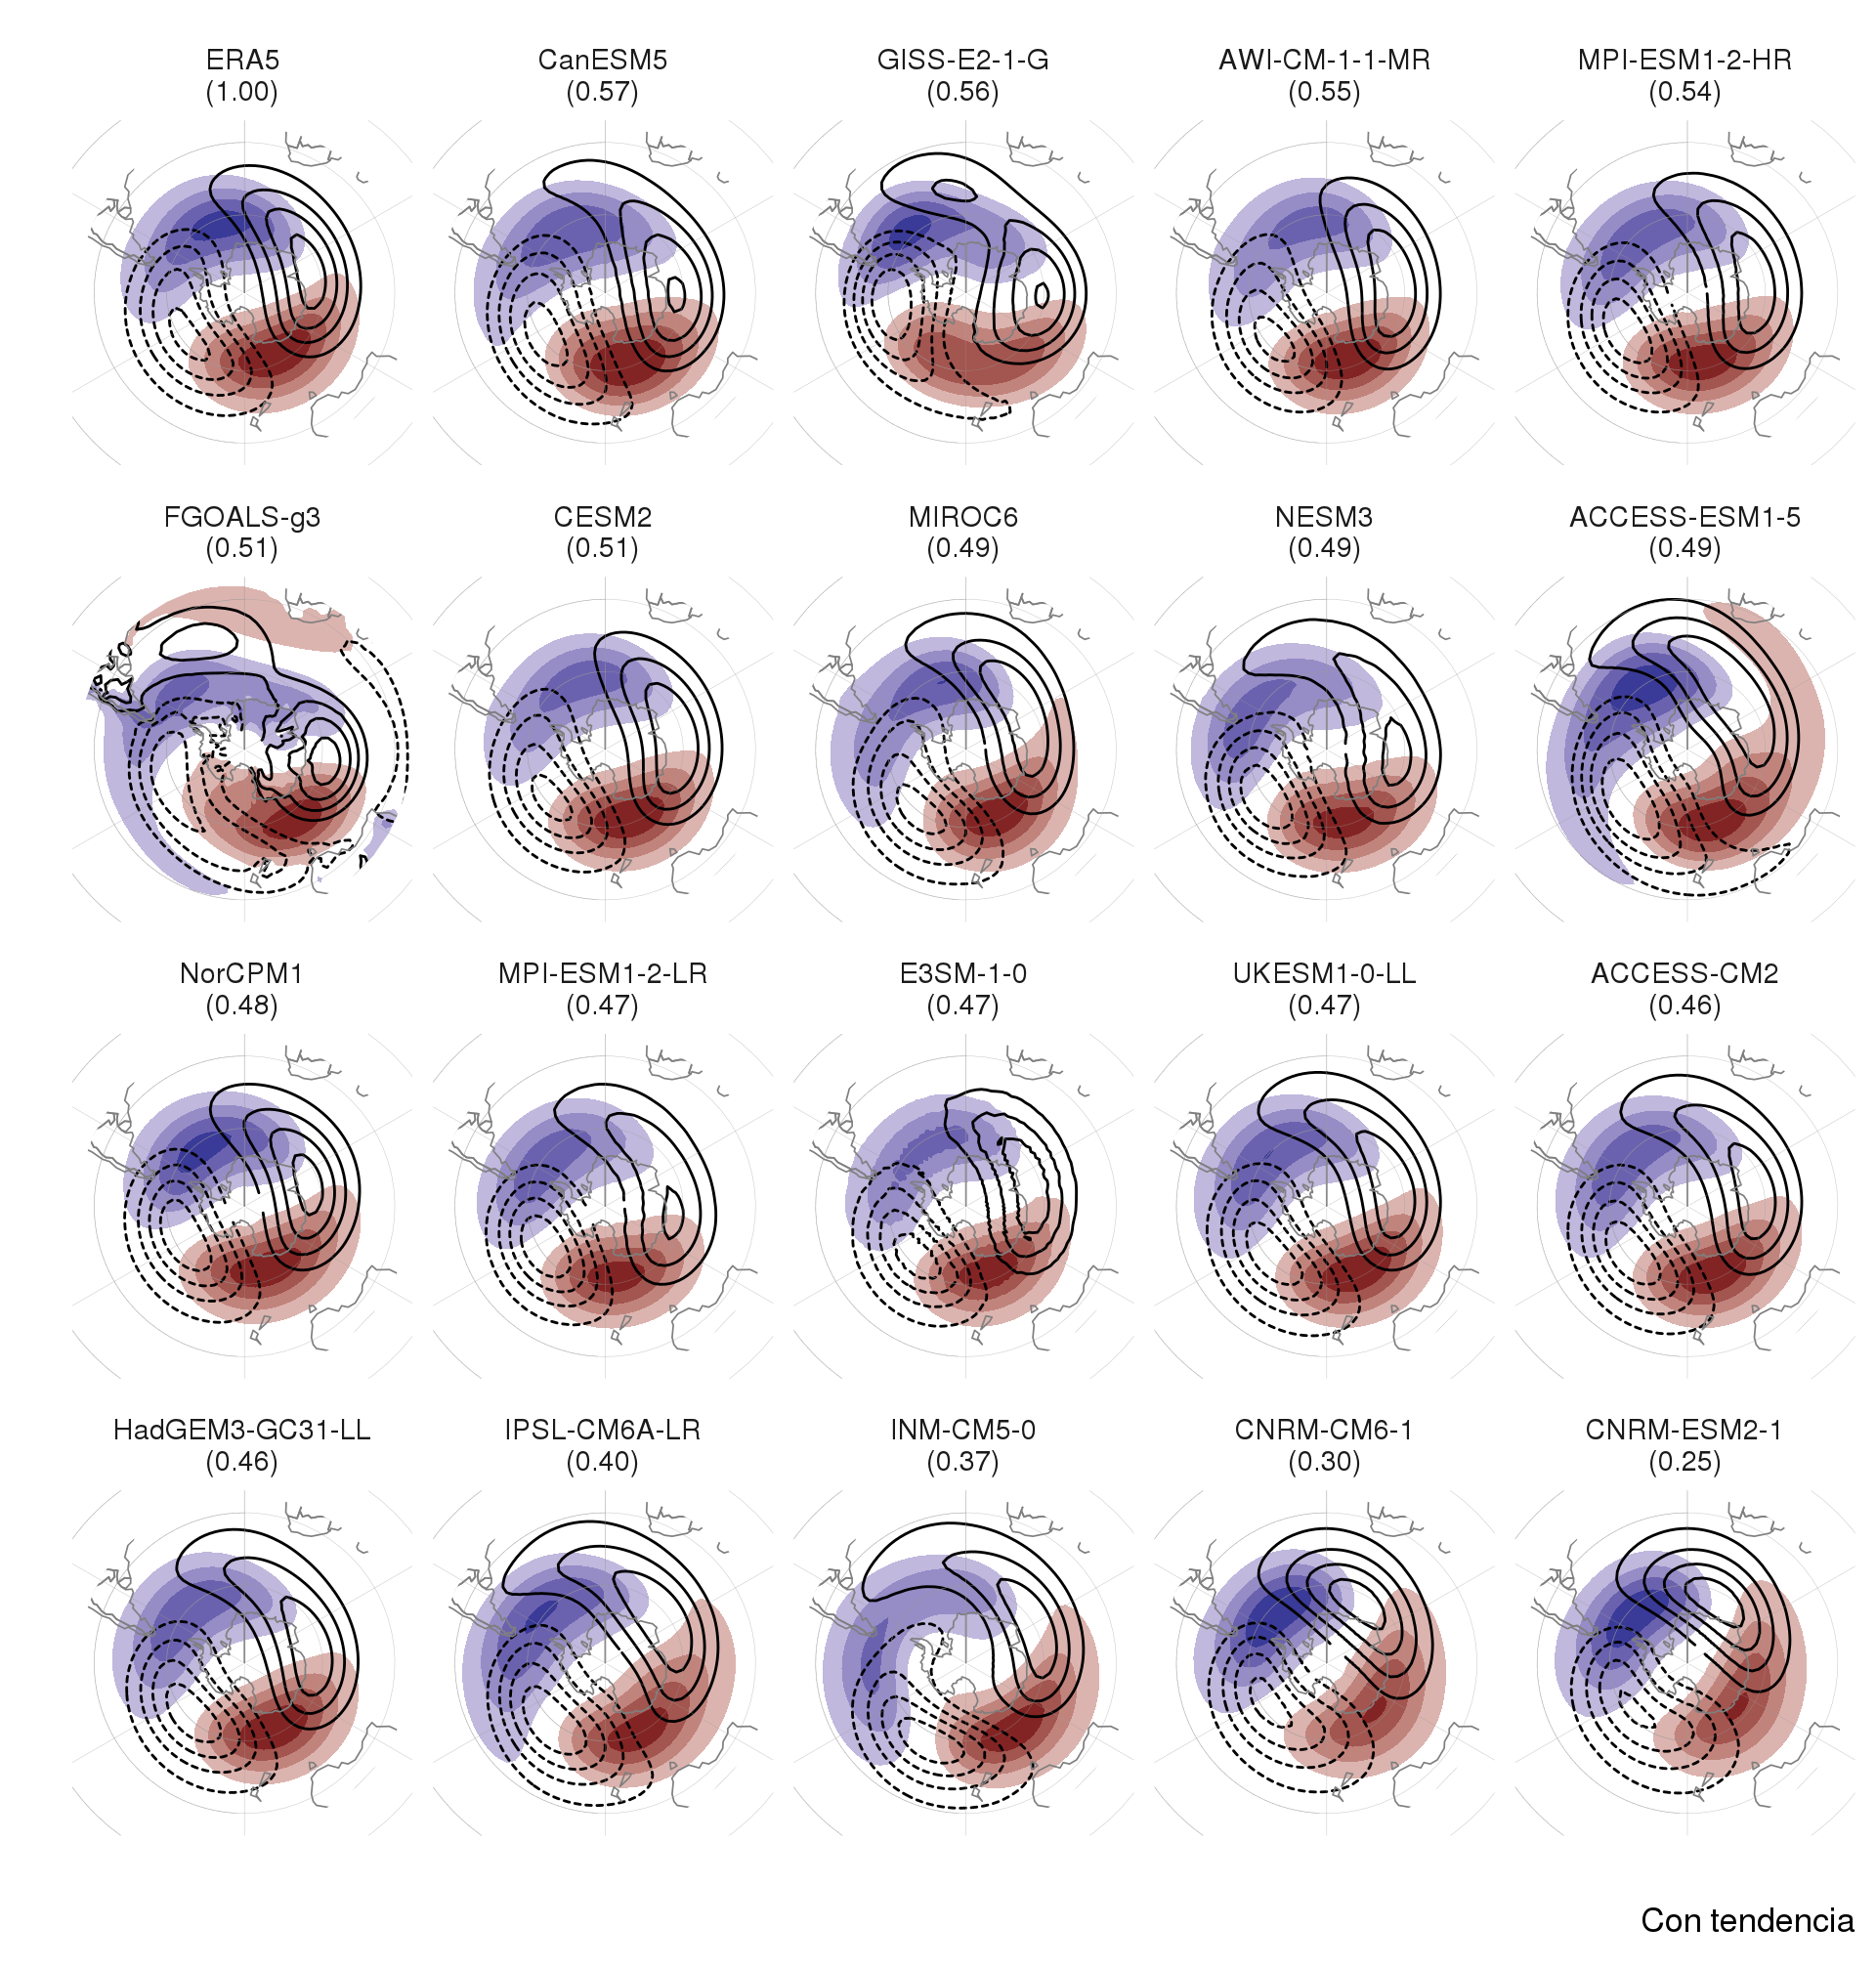 ERA5
(1.00)
CanESM5
(0.57)
GISS-E2-1-G
(0.56)
AWI-CM-1-1-MR
(0.55)
MPI-ESM1-2-HR
(0.54)
FGOALS-g3
(0.51)
CESM2
(0.51)
MIROC6
(0.49)
NESM3
(0.49)
ACCESS-ESM1-5
(0.49)
NorCPM1
(0.48)
MPI-ESM1-2-LR
(0.47)
E3SM-1-0
(0.47)
UKESM1-0-LL
(0.47)
ACCESS-CM2
(0.46)
HadGEM3-GC31-LL
(0.46)
IPSL-CM6A-LR
(0.40)
INM-CM5-0
(0.37)
CNRM-CM6-1
(0.30)
CNRM-ESM2-1
(0.25)
Con tendencia